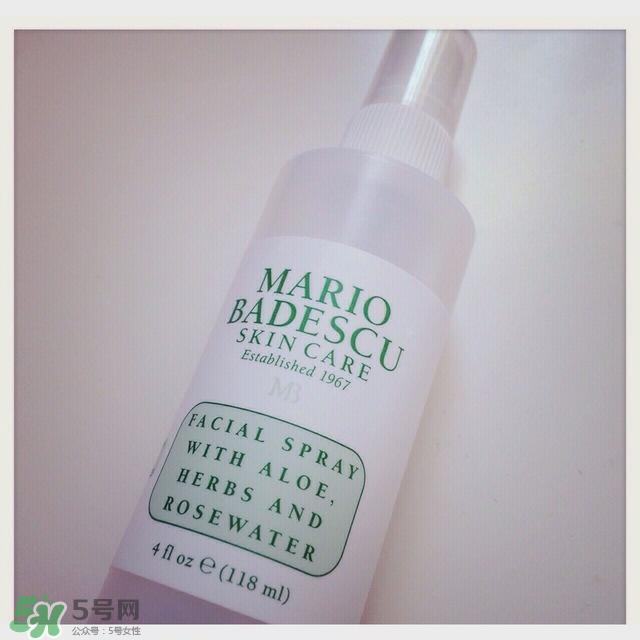 MARIO
BADESCU
SKIN CARE
Established 1967
MB
FACIAL SPRAY
WITH ALOE,
HERBS AND
ROSEWATER
4 fl oz ℮ (118 ml)
5号网
公众号：5号女性